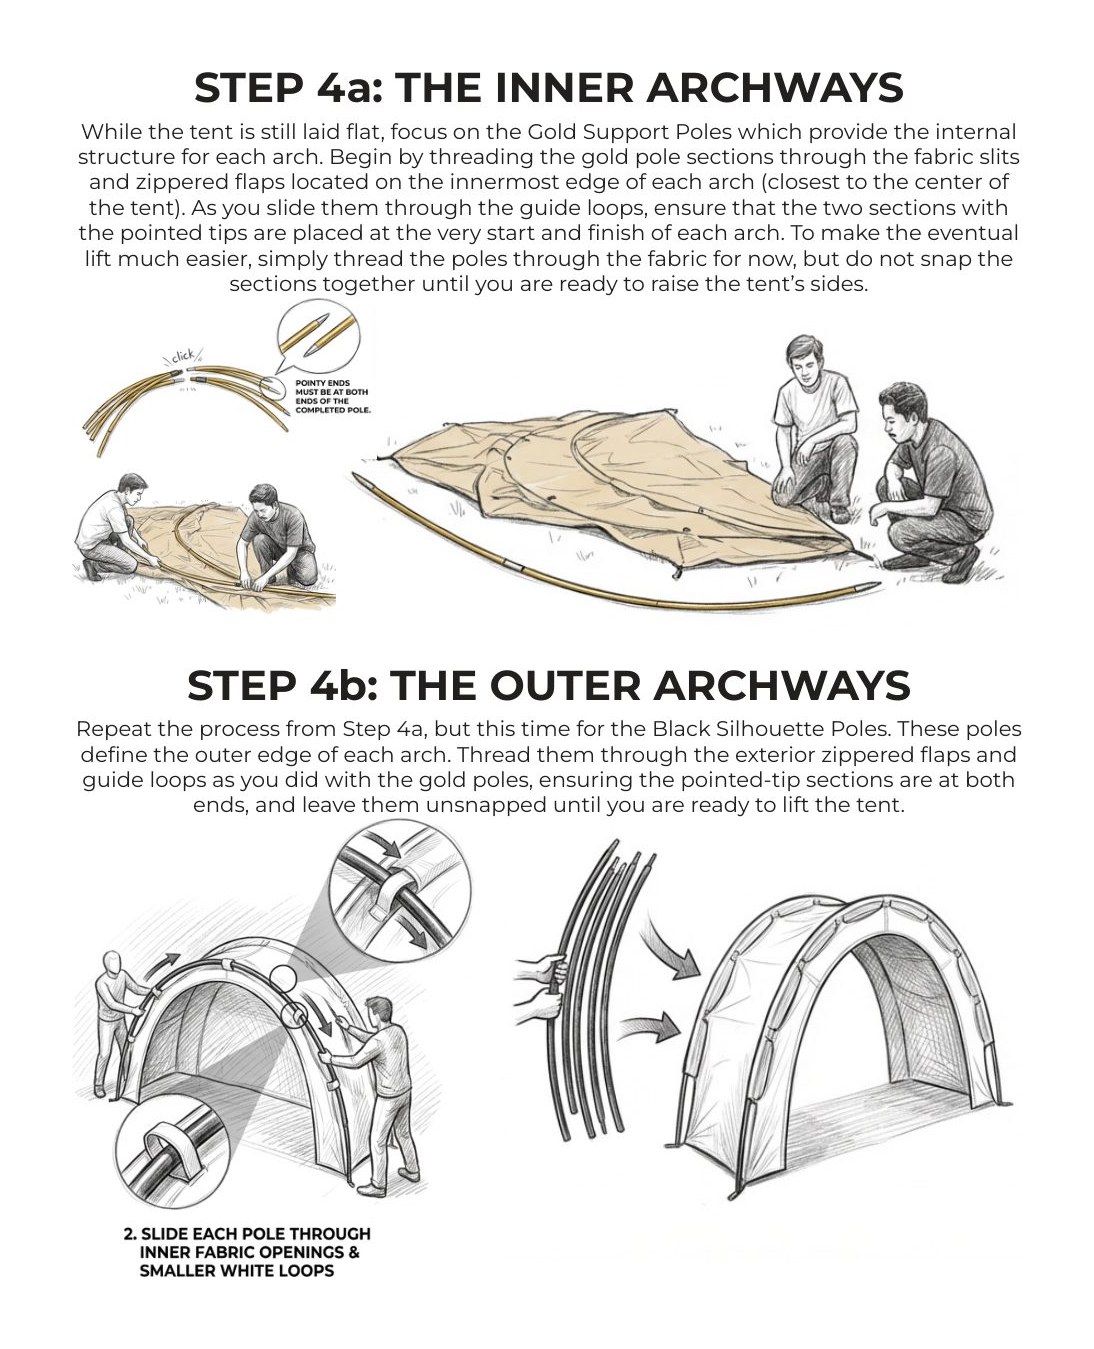 STEP 4a: THE INNER ARCHWAYS
While the tent is still laid flat, focus on the Gold Support Poles which provide the internal
structure for each arch. Begin by threading the gold pole sections through the fabric slits
and zippered flaps located on the innermost edge of each arch (closest to the center of
the tent). As you slide them through the guide loops, ensure that the two sections with
the pointed tips are placed at the very start and finish of each arch. To make the eventual
lift much easier, simply thread the poles through the fabric for now, but do not snap the
sections together until you are ready to raise the tent’s sides.
click
POINTY ENDS
MUST BE AT BOTH
ENDS OF THE
COMPLETED POLE.
STEP 4b: THE OUTER ARCHWAYS
Repeat the process from Step 4a, but this time for the Black Silhouette Poles. These poles
define the outer edge of each arch. Thread them through the exterior zippered flaps and
guide loops as you did with the gold poles, ensuring the pointed-tip sections are at both
ends, and leave them unsnapped until you are ready to lift the tent.
2. SLIDE EACH POLE THROUGH
INNER FABRIC OPENINGS &
SMALLER WHITE LOOPS